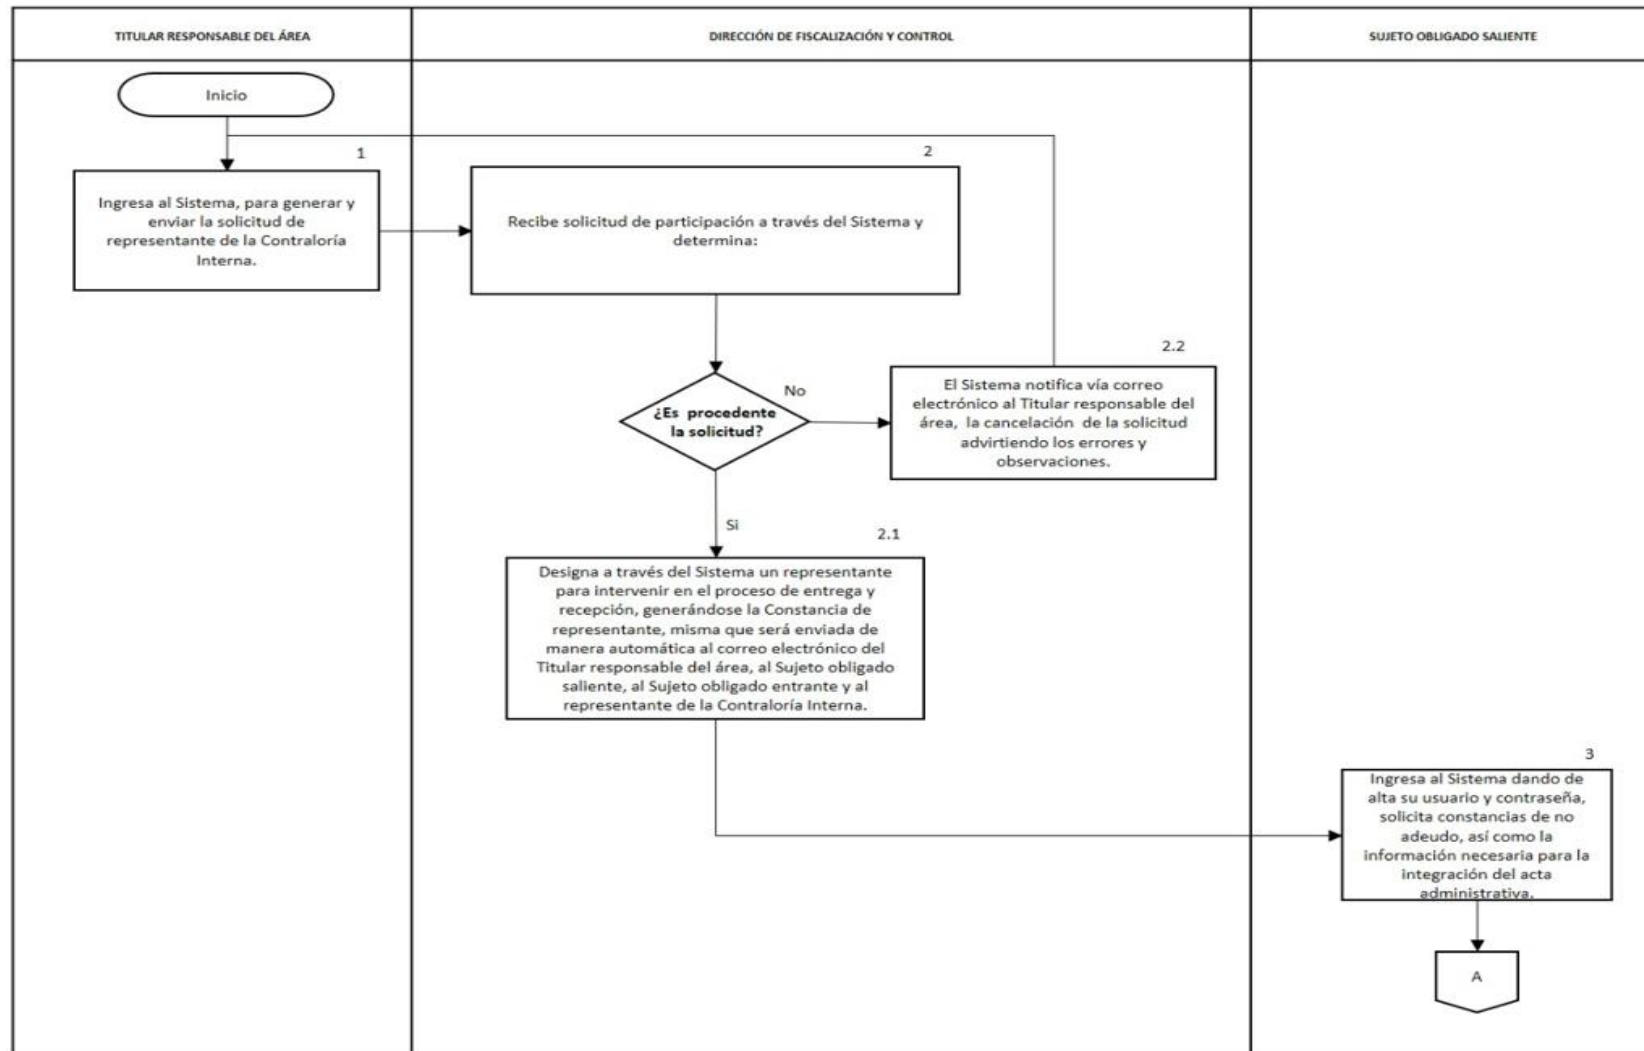 TITULAR RESPONSABLE DEL ÁREA
DIRECCIÓN DE FISCALIZACIÓN Y CONTROL
SUJETO OBLIGADO SALIENTE
Inicio
1
Ingresa al Sistema, para generar y
enviar la solicitud de
representante de la Contraloría
Interna.
2
Recibe solicitud de participación a través del Sistema y
determina:
¿Es procedente
la solicitud?
No
2.2
El Sistema notifica vía correo
electrónico al Titular responsable del
área, la cancelación de la solicitud
advirtiendo los errores y
observaciones.
Si
2.1
Designa a través del Sistema un representante
para intervenir en el proceso de entrega y
recepción, generándose la Constancia de
representante, misma que será enviada de
manera automática al correo electrónico del
Titular responsable del área, al Sujeto obligado
saliente, al Sujeto obligado entrante y al
representante de la Contraloría Interna.
3
Ingresa al Sistema dando de
alta su usuario y contraseña,
solicita constancias de no
adeudo, así como la
información necesaria para la
integración del acta
administrativa.
A